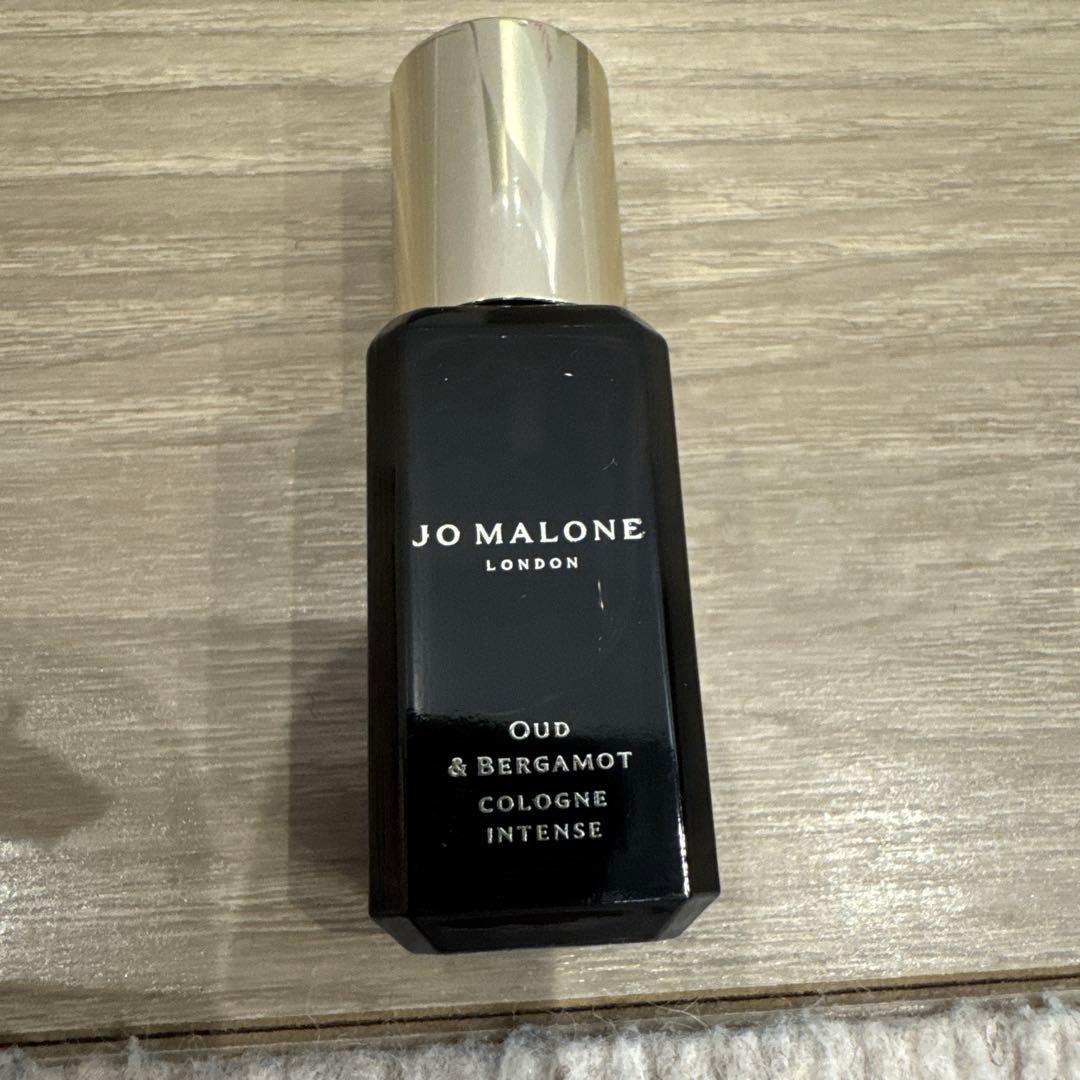 JO MALONE
LONDON
OUD
& BERGAMOT
COLOGNE
INTENSE